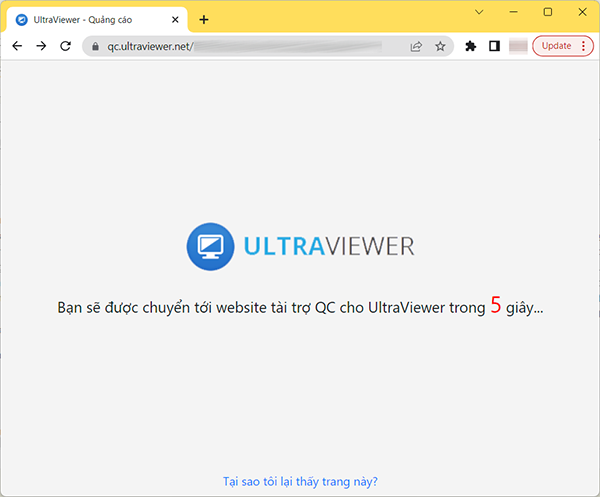 UltraViewer - Quảng cáo
qc.ultraviewer.net/
Update
ULTRAVIEWER
Bạn sẽ được chuyển tới website tài trợ QC cho UltraViewer trong 5 giây...
Tại sao tôi lại thấy trang này?